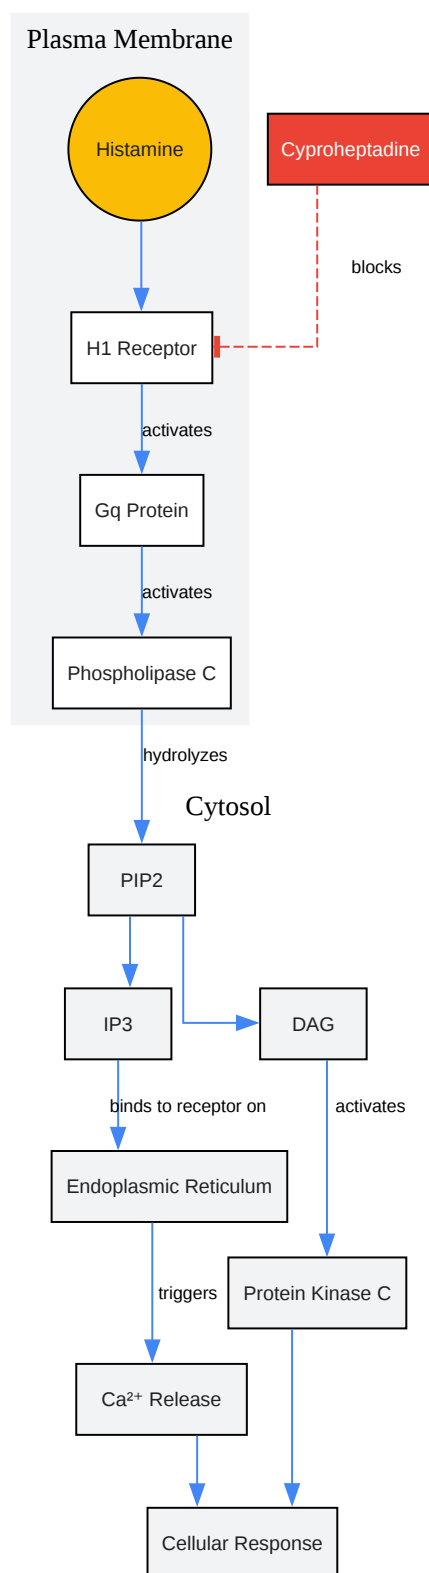 Plasma Membrane
Histamine
Cyproheptadine
blocks
H1 Receptor
activates
Gq Protein
activates
Phospholipase C
hydrolyzes
Cytosol
PIP2
IP3
DAG
binds to receptor on
activates
Endoplasmic Reticulum
triggers
Protein Kinase C
Ca²⁺ Release
Cellular Response